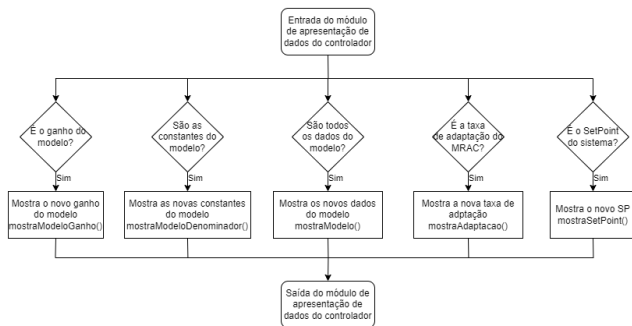 Entrada do módulo
de apresentação de
dados do controlador
É o ganho do
modelo?
São as
constantes do
modelo?
São todos
os dados do
modelo?
É a taxa
de adaptação do
MRAC?
É o SetPoint
do sistema?
Sim
Sim
Sim
Sim
Sim
Mostra o novo ganho
do modelo
mostraModeloGanho()
Mostra as novas constantes
do modelo
mostraModeloDenominador()
Mostra os novos dados
do modelo
mostraModelo()
Mostra a nova taxa de
adptação
mostraAdaptacao()
Mostra o novo SP
mostraSetPoint()
Saída do módulo de
apresentação de
dados do controlador